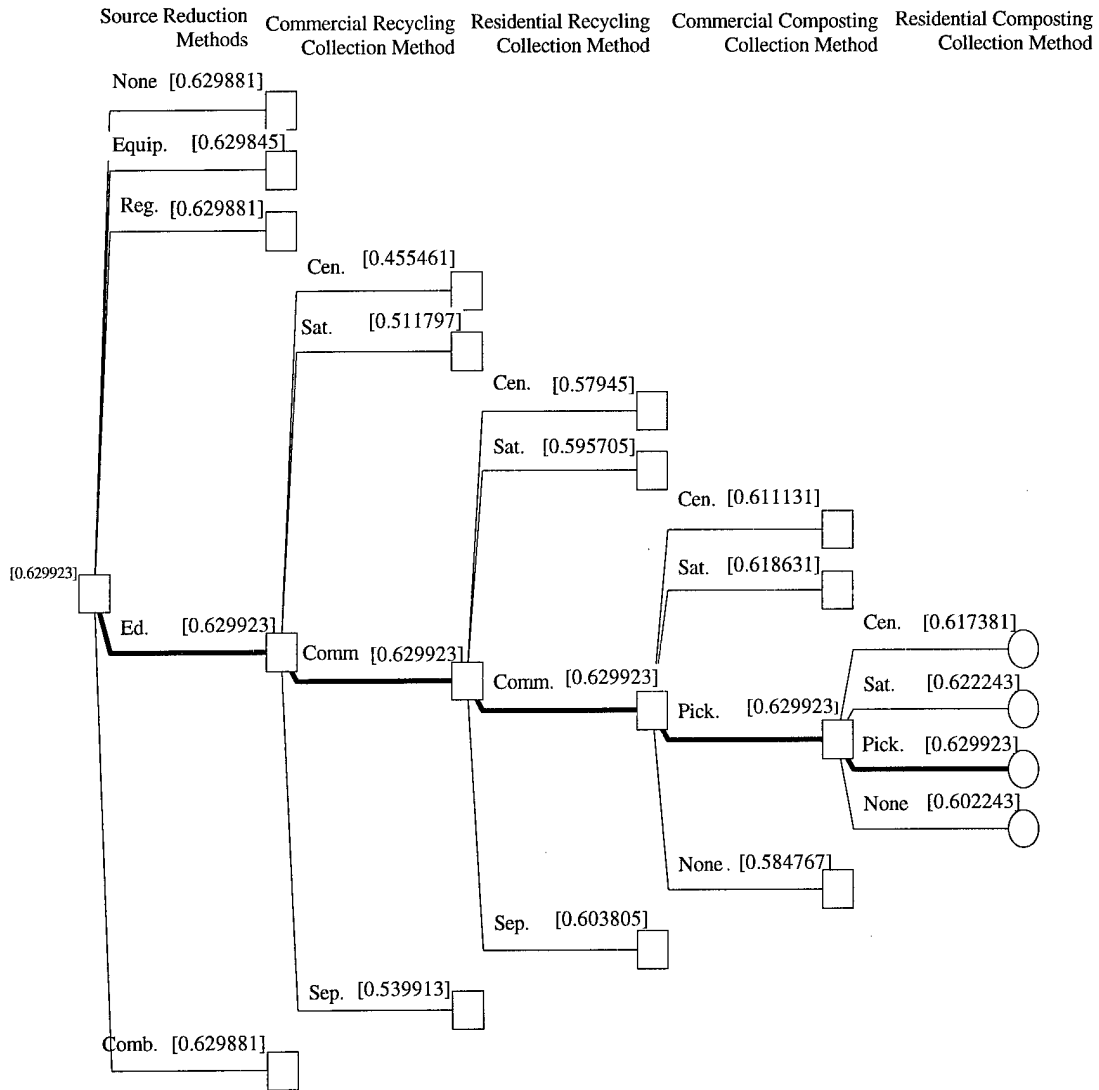 Source Reduction Methods
Commercial Recycling Collection Method
Residential Recycling Collection Method
Commercial Composting Collection Method
Residential Composting Collection Method
None [0.629881]
Equip. [0.629845]
Reg. [0.629881]
Cen. [0.455461]
Sat. [0.511797]
Cen. [0.57945]
Sat. [0.595705]
Cen. [0.611131]
Sat. [0.618631]
[0.629923]
Ed. [0.629923]
Comm [0.629923]
Comm. [0.629923]
Pick. [0.629923]
Cen. [0.617381]
Sat. [0.622243]
Pick. [0.629923]
None [0.602243]
None. [0.584767]
Sep. [0.603805]
Sep. [0.539913]
Comb. [0.629881]